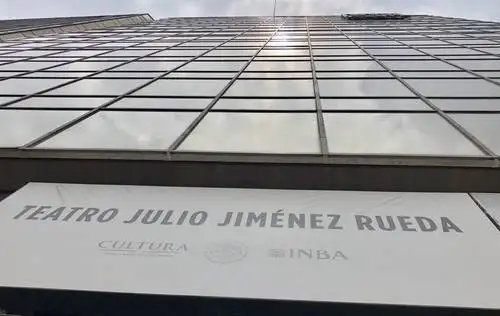 TEATRO JULIO JIMÉNEZ RUEDA
CULTURA INBA